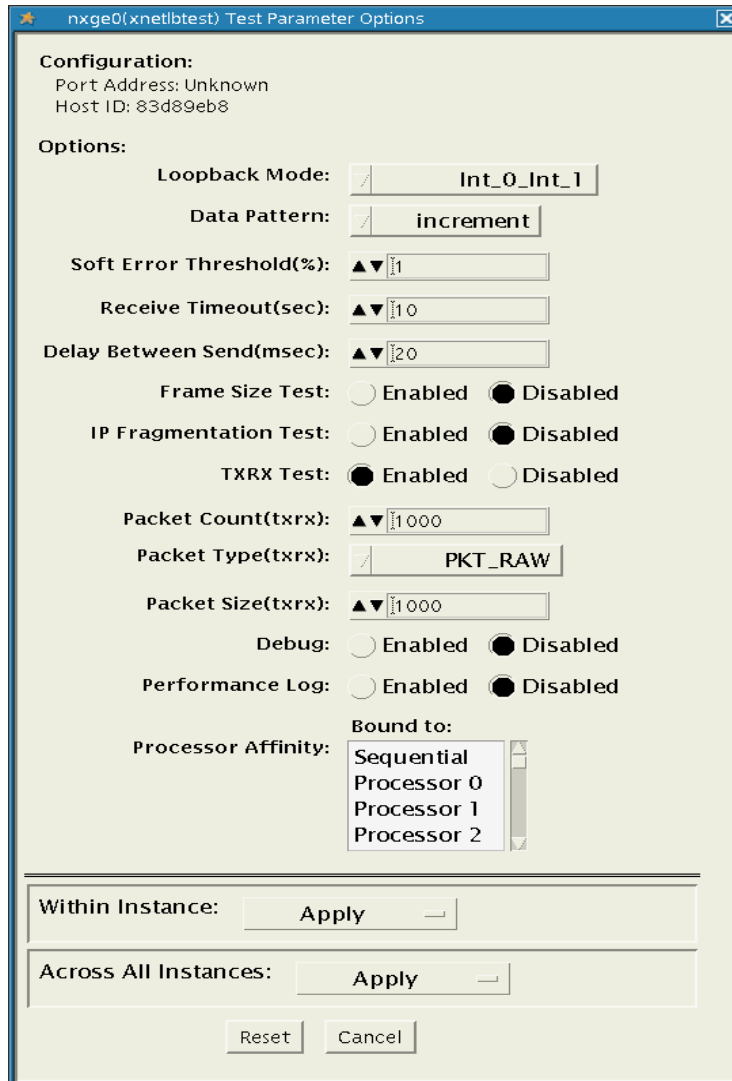 nxge0(xnetlbtest) Test Parameter Options
Configuration:
Port Address: Unknown
Host ID: 83d89eb8
Options:
Loopback Mode: Int_0_Int_1
Data Pattern: increment
Soft Error Threshold(%): 1
Receive Timeout(sec): 10
Delay Between Send(msec): 20
Frame Size Test: Enabled Disabled
IP Fragmentation Test: Enabled Disabled
TXRX Test: Enabled Disabled
Packet Count(txrx): 1000
Packet Type(txrx): PKT_RAW
Packet Size(txrx): 1000
Debug: Enabled Disabled
Performance Log: Enabled Disabled
Bound to:
Processor Affinity: Sequential
Processor 0
Processor 1
Processor 2
Within Instance: Apply
Across All Instances: Apply
Reset Cancel